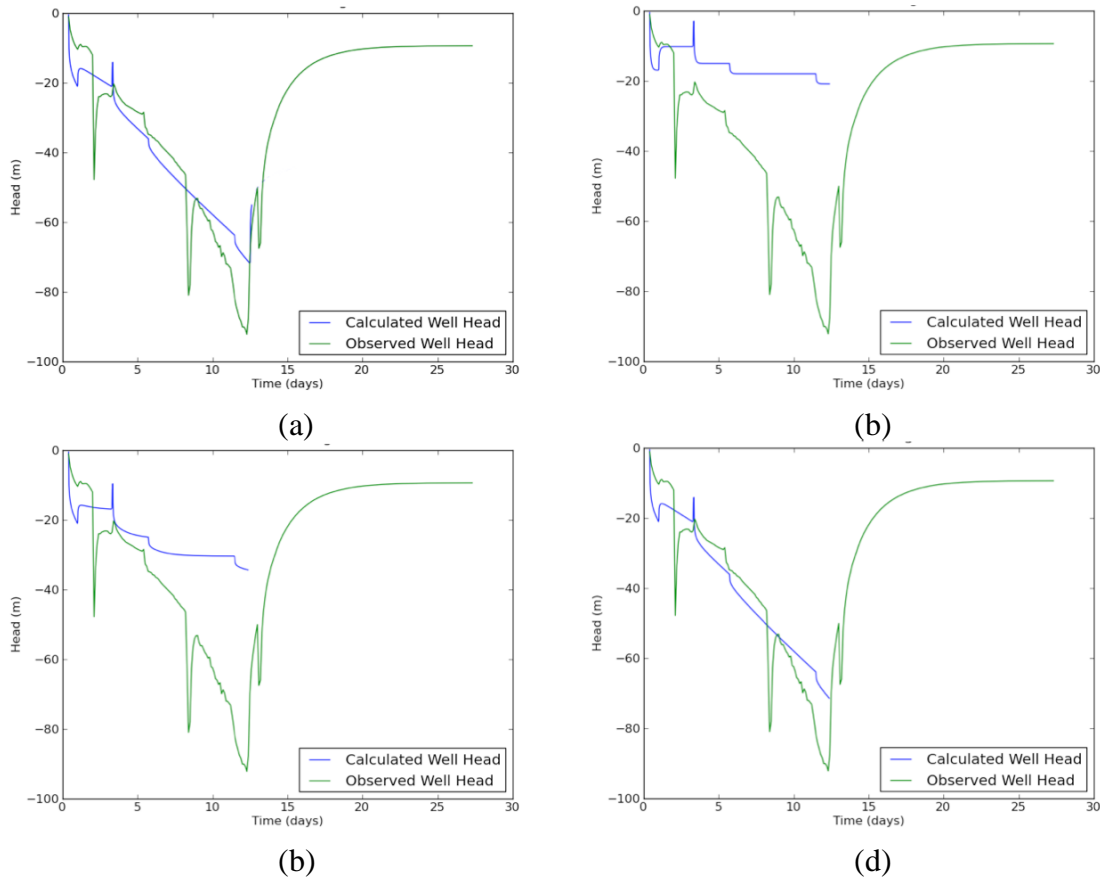 0
−20
−40
−60
−80
−100
Head (m)
0 5 10 15 20 25 30
Time (days)
Calculated Well Head
Observed Well Head
(a)
0
−20
−40
−60
−80
−100
Head (m)
0 5 10 15 20 25 30
Time (days)
Calculated Well Head
Observed Well Head
(b)
0
−20
−40
−60
−80
−100
Head (m)
0 5 10 15 20 25 30
Time (days)
Calculated Well Head
Observed Well Head
(b)
0
−20
−40
−60
−80
−100
Head (m)
0 5 10 15 20 25 30
Time (days)
Calculated Well Head
Observed Well Head
(d)